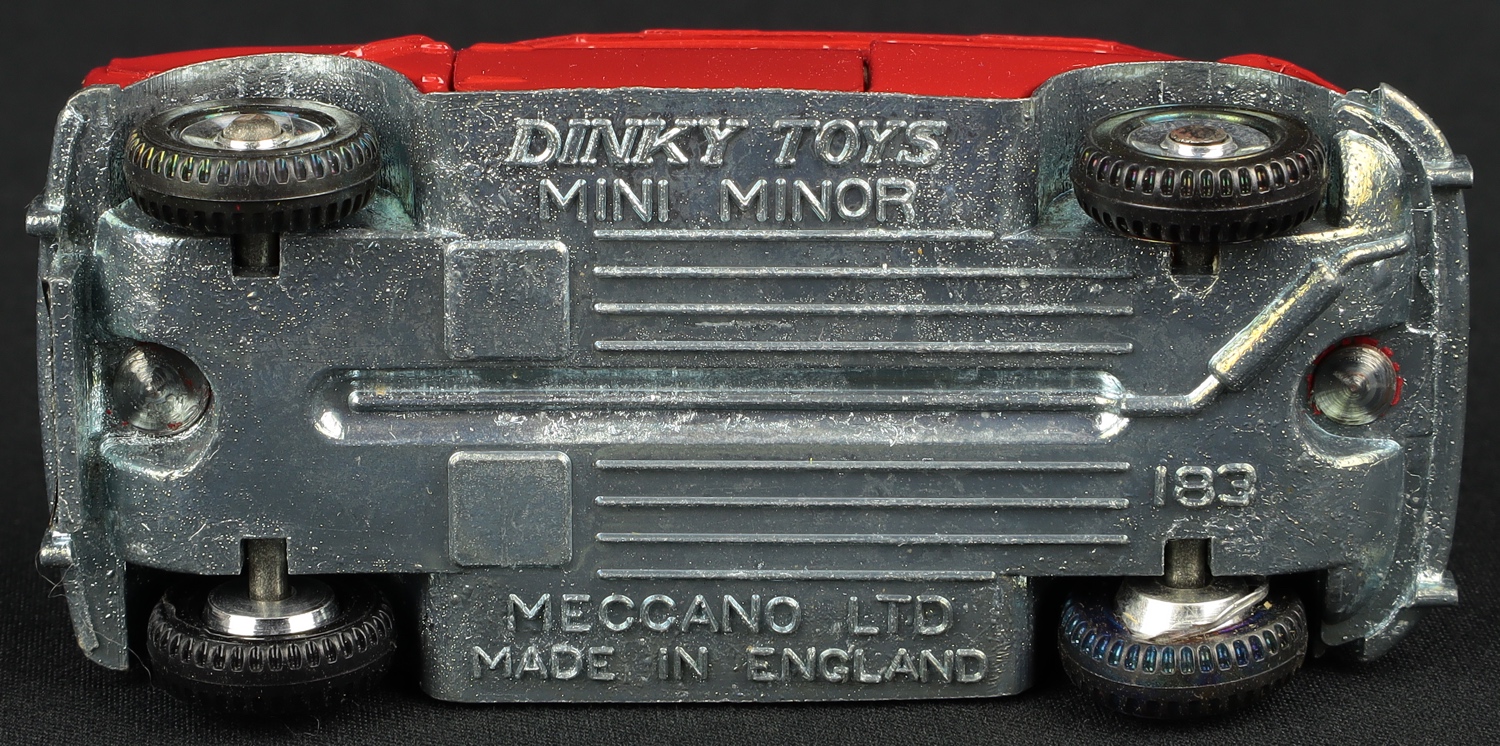 DINKY TOYS
MINI MINOR
183
MECCANO LTD
MADE IN ENGLAND